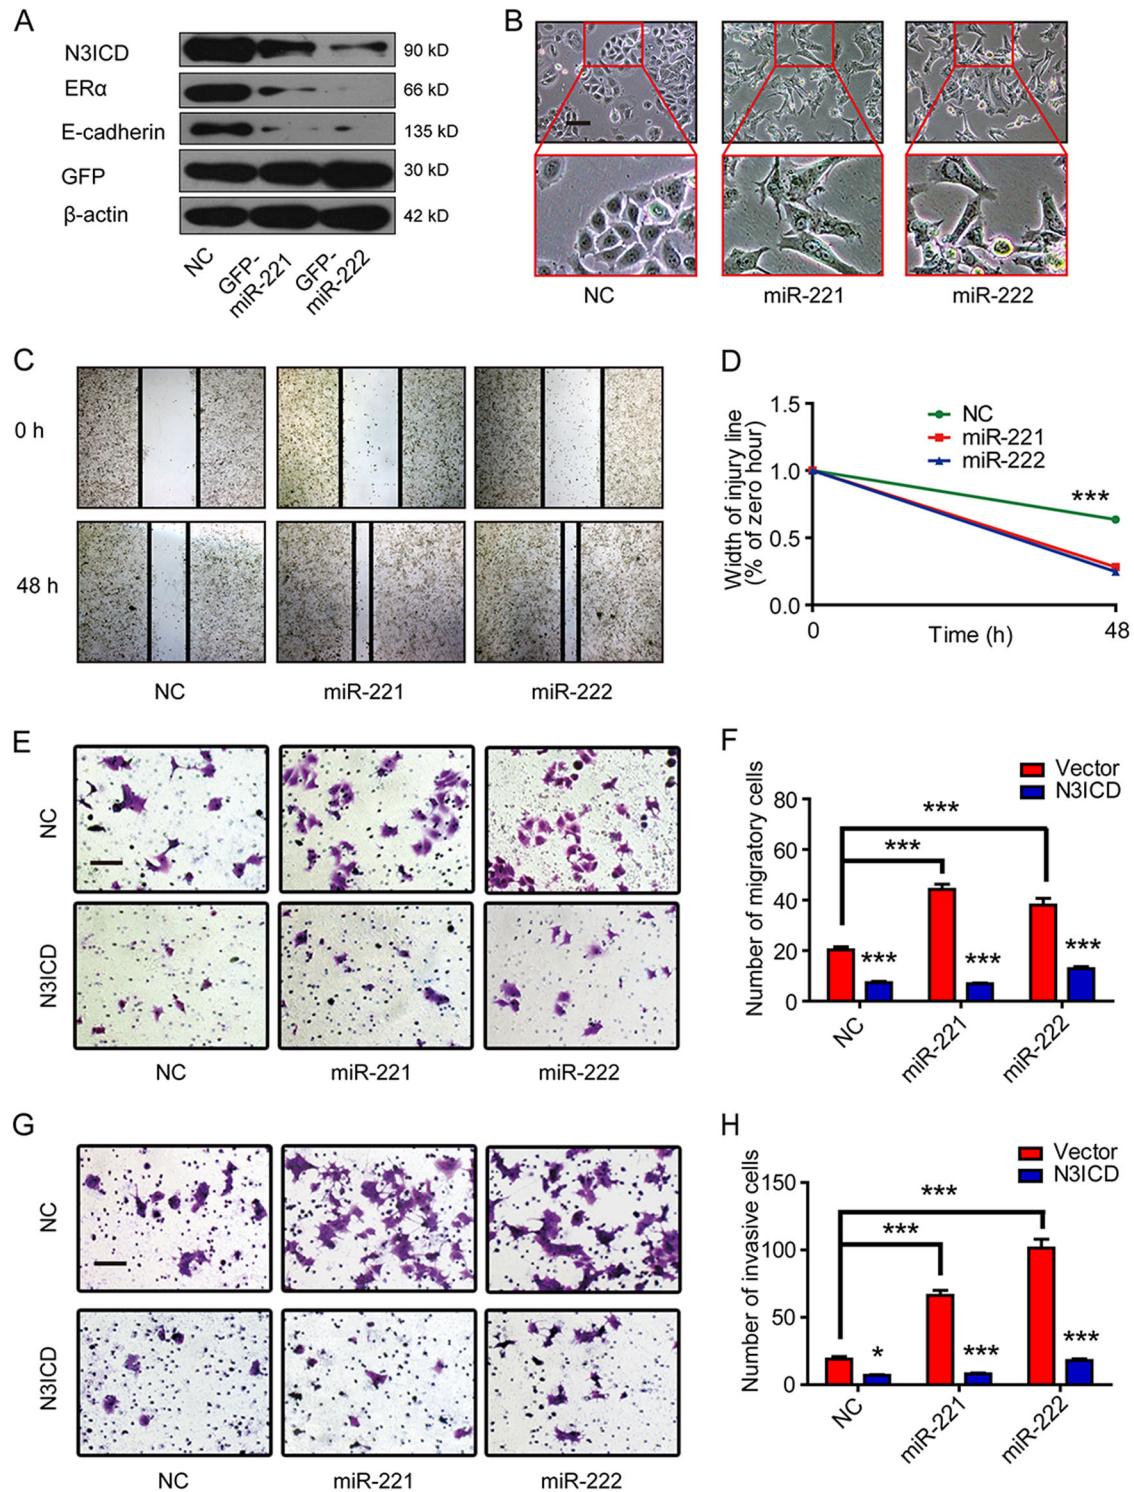 A
N3ICD
90 kD
ERα
66 kD
E-cadherin
135 kD
GFP
30 kD
β-actin
42 kD
NC
GFP-
miR-221
GFP-
miR-222
B
NC
miR-221
miR-222
C
0 h
48 h
NC
miR-221
miR-222
D
Width of injury line
(% of zero hour)
1.5
1.0
0.5
0.0
NC
miR-221
miR-222
***
0
48
Time (h)
E
NC
N3ICD
NC
miR-221
miR-222
F
Vector
N3ICD
Number of migratory cells
80
60
40
20
0
***
***
***
***
***
NC
miR-221
miR-222
G
NC
N3ICD
NC
miR-221
miR-222
H
Vector
N3ICD
Number of invasive cells
150
100
50
0
***
***
*
***
***
NC
miR-221
miR-222